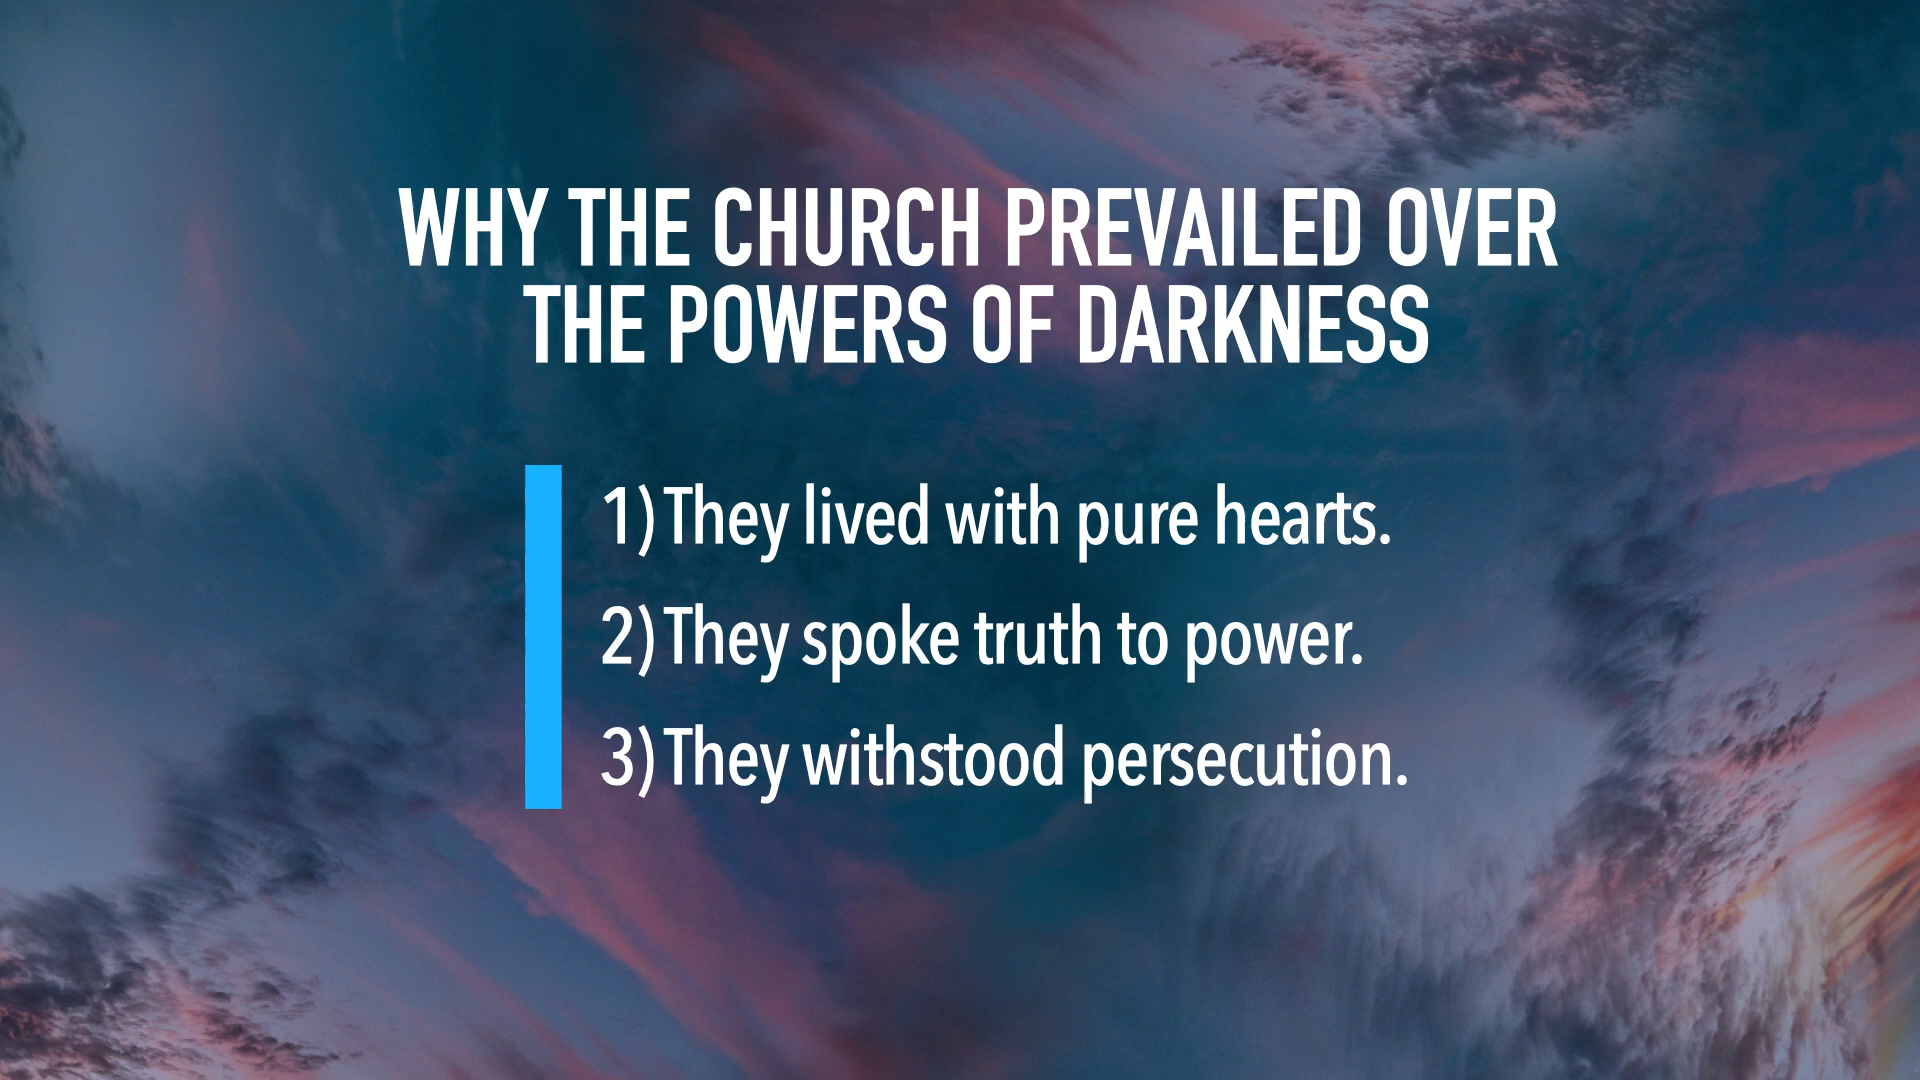 WHY THE CHURCH PREVAILED OVER
THE POWERS OF DARKNESS
1) They lived with pure hearts.
2) They spoke truth to power.
3) They withstood persecution.